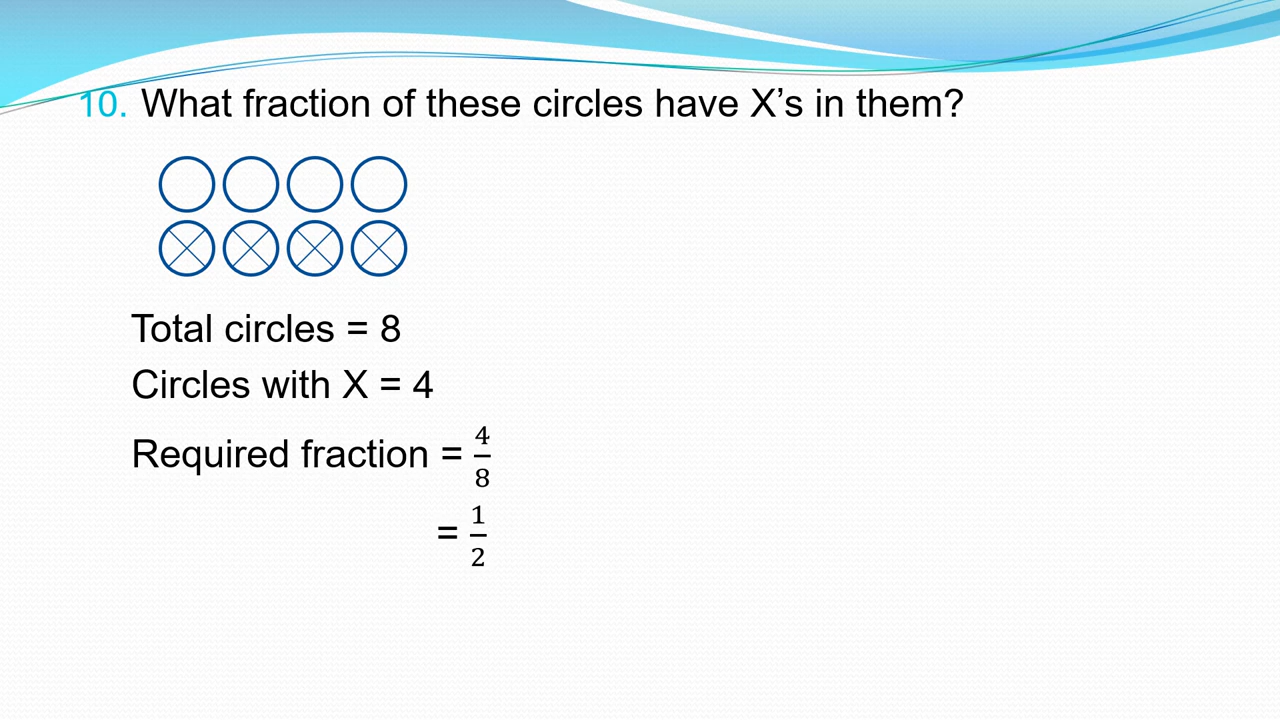 10. What fraction of these circles have X’s in them?
Total circles = 8
Circles with X = 4
Required fraction = 4/8
= 1/2